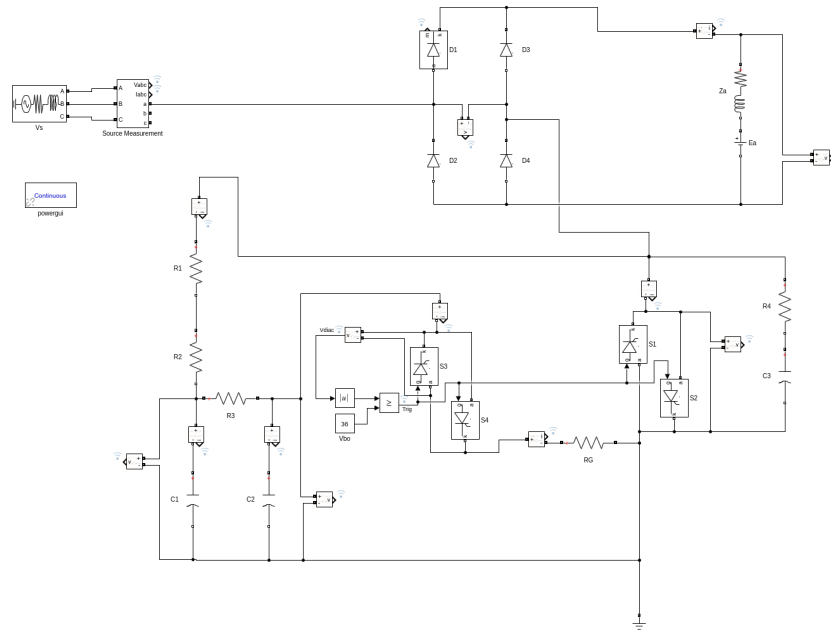 D1
D3
Za
A
A
Vabc
Iabc
B
B
a
b
C
C
c
Vs
Source Measurement
D2
D4
Ea
Continuous
powergui
R1
R4
Vdiac
S1
R2
S3
C3
|u|
≥
S2
R3
Trig
S4
36
Vbo
RG
C1
C2